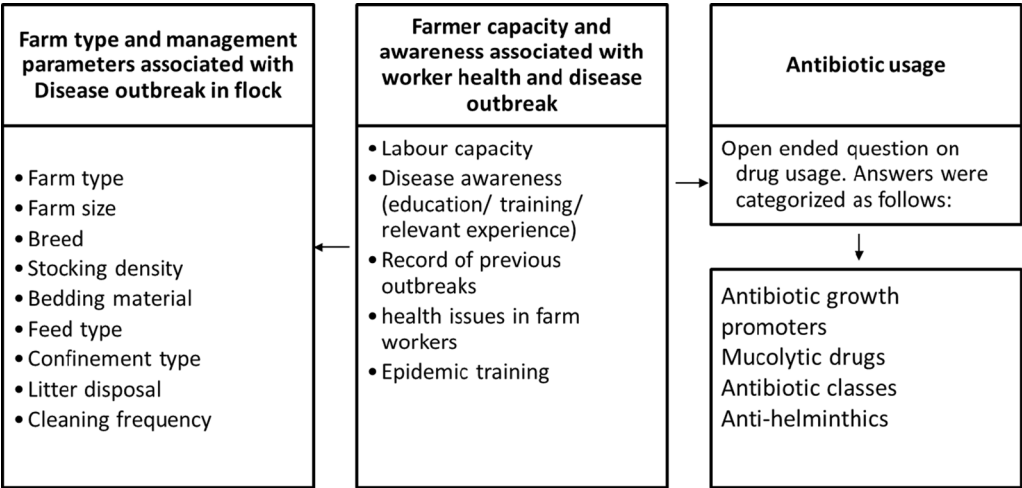 Farm type and management
parameters associated with
Disease outbreak in flock
• Farm type
• Farm size
• Breed
• Stocking density
• Bedding material
• Feed type
• Confinement type
• Litter disposal
• Cleaning frequency
Farmer capacity and
awareness associated with
worker health and disease
outbreak
• Labour capacity
• Disease awareness
(education/ training/
relevant experience)
• Record of previous
outbreaks
• health issues in farm
workers
• Epidemic training
Antibiotic usage
Open ended question on
drug usage. Answers were
categorized as follows:
Antibiotic growth
promoters
Mucolytic drugs
Antibiotic classes
Anti-helminthics